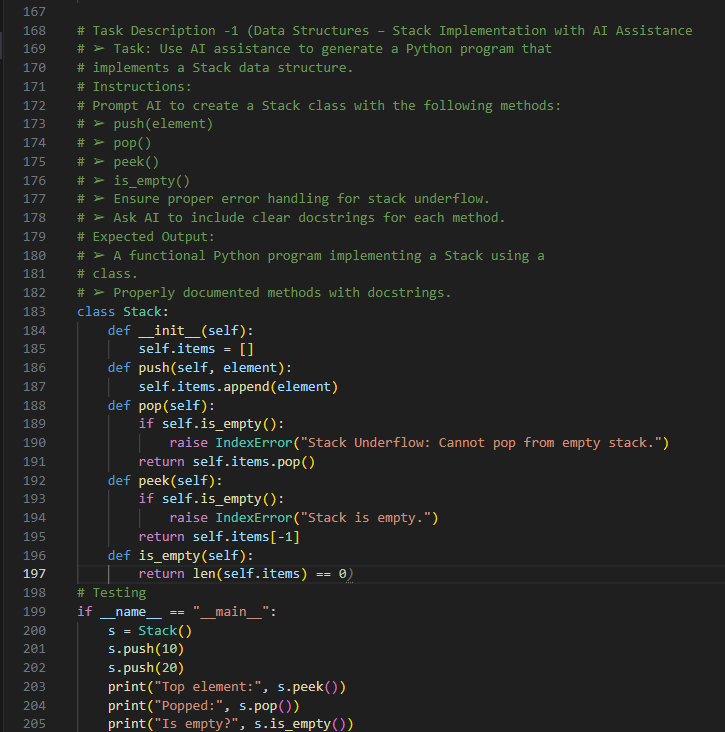 167
168 # Task Description -1 (Data Structures – Stack Implementation with AI Assistance
169 # ➢ Task: Use AI assistance to generate a Python program that
170 # implements a Stack data structure.
171 # Instructions:
172 # Prompt AI to create a Stack class with the following methods:
173 # ➢ push(element)
174 # ➢ pop()
175 # ➢ peek()
176 # ➢ is_empty()
177 # ➢ Ensure proper error handling for stack underflow.
178 # ➢ Ask AI to include clear docstrings for each method.
179 # Expected Output:
180 # ➢ A functional Python program implementing a Stack using a
181 # class.
182 # ➢ Properly documented methods with docstrings.
183 class Stack:
184     def __init__(self):
185         self.items = []
186     def push(self, element):
187         self.items.append(element)
188     def pop(self):
189         if self.is_empty():
190             raise IndexError("Stack Underflow: Cannot pop from empty stack.")
191         return self.items.pop()
192     def peek(self):
193         if self.is_empty():
194             raise IndexError("Stack is empty.")
195         return self.items[-1]
196     def is_empty(self):
197         return len(self.items) == 0)
198 # Testing
199 if __name__ == "__main__":
200     s = Stack()
201     s.push(10)
202     s.push(20)
203     print("Top element:", s.peek())
204     print("Popped:", s.pop())
205     print("Is empty?", s.is_empty())